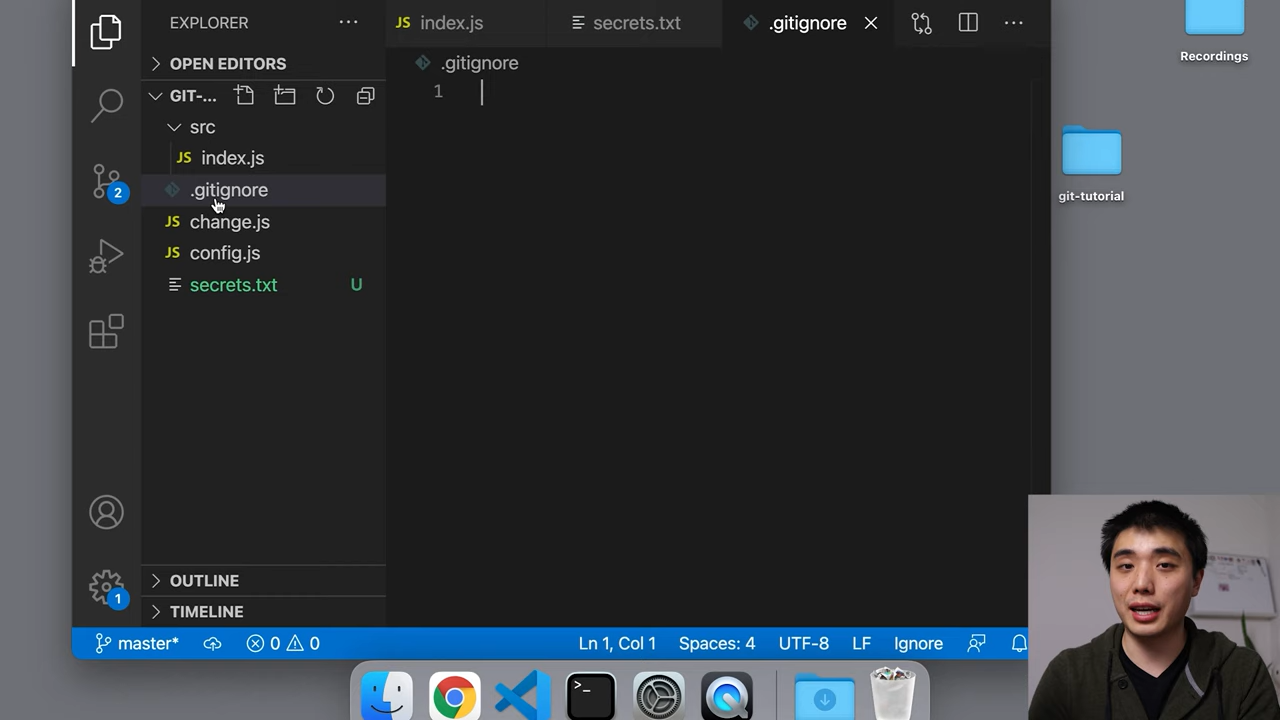 EXPLORER
index.js
secrets.txt
.gitignore
OPEN EDITORS
.gitignore
GIT-...
1
src
JS index.js
.gitignore
JS change.js
JS config.js
secrets.txt U
2
OUTLINE
TIMELINE
1
master*
0 0
Ln 1, Col 1
Spaces: 4
UTF-8
LF
Ignore
Recordings
git-tutorial